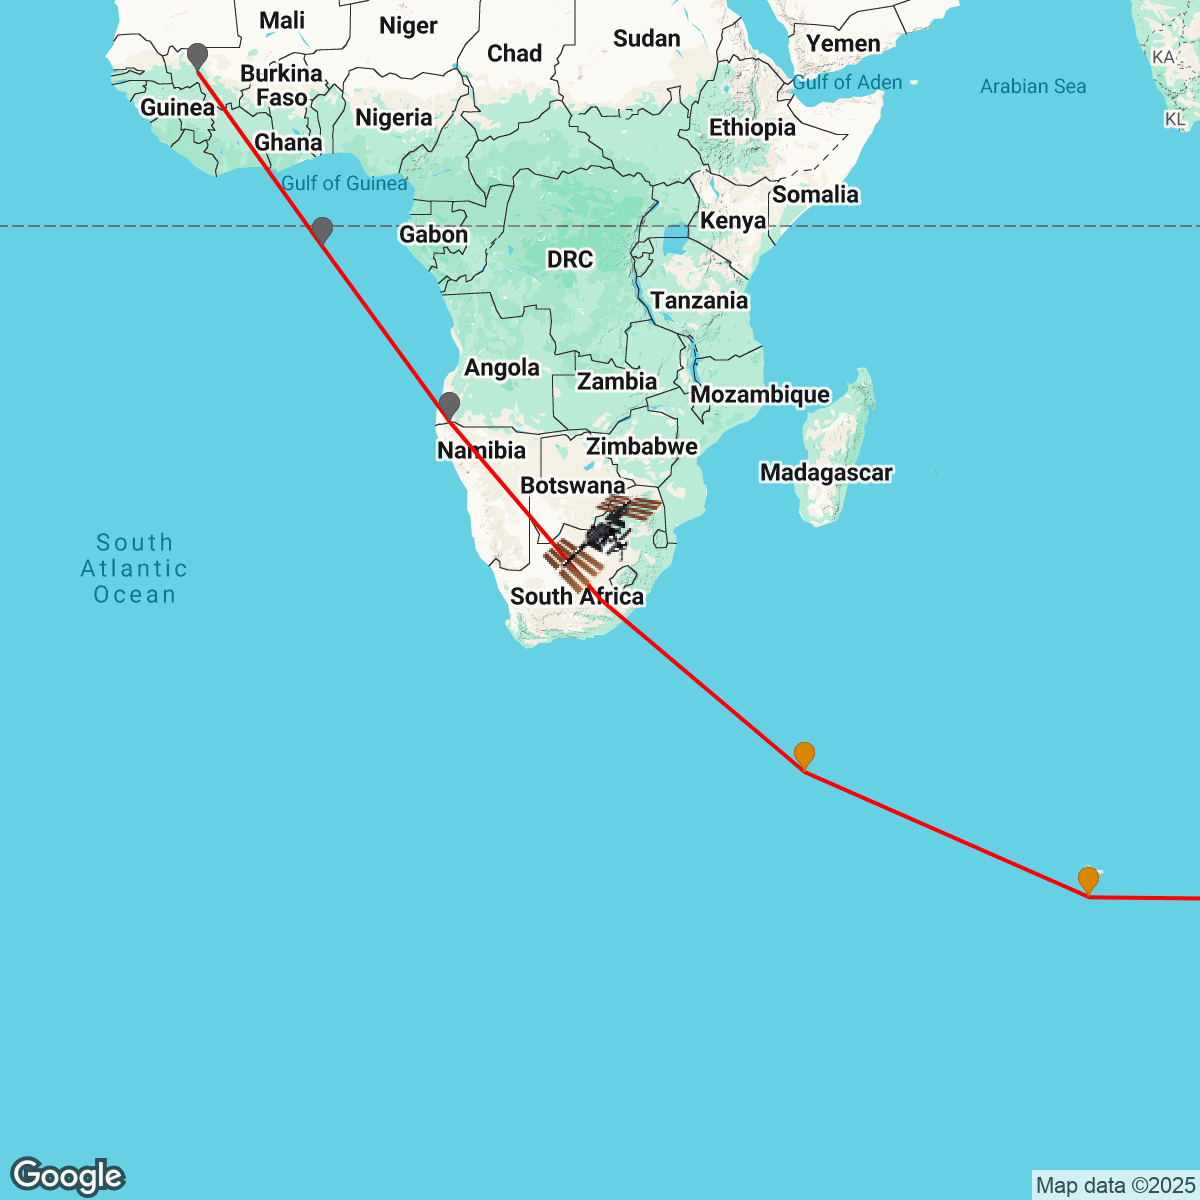 Mali
Niger
Chad
Sudan
Yemen
KA
Burkina
Faso
Gulf of Aden
Arabian Sea
Guinea
Nigeria
KL
Ethiopia
Ghana
Gulf of Guinea
Somalia
Kenya
Gabon
DRC
Tanzania
Angola
Zambia
Mozambique
Namibia
Zimbabwe
Madagascar
Botswana
South
Atlantic
Ocean
South Africa
Google
Map data ©2025